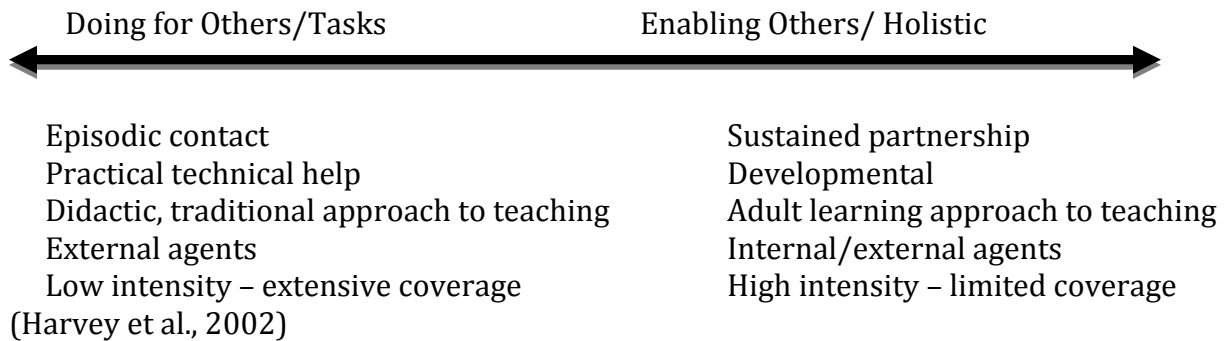 Doing for Others/Tasks Enabling Others/ Holistic
Episodic contact Sustained partnership
Practical technical help Developmental
Didactic, traditional approach to teaching Adult learning approach to teaching
External agents Internal/external agents
Low intensity – extensive coverage High intensity – limited coverage
(Harvey et al., 2002)